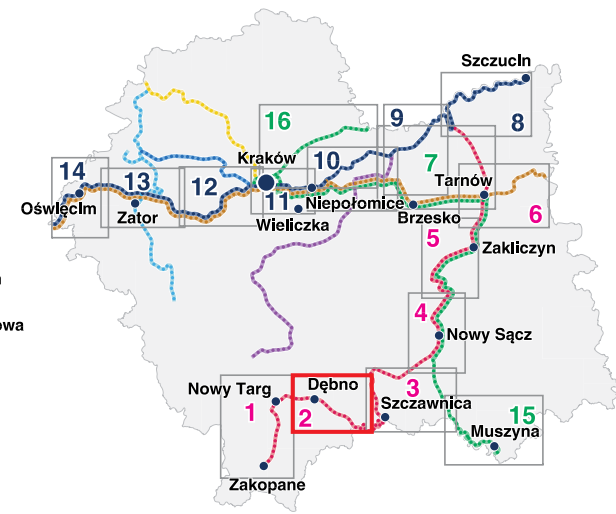 Szczucin
8
9
16
7
Kraków
10
14
13
12
11
Tarnów
Oświęcim
Zator
Niepołomice
Brzesko
6
Wieliczka
5
Zakliczyn
owa
4
Nowy Sącz
Nowy Targ
Dębno
3
1
2
Szczawnica
15
Muszyna
Zakopane